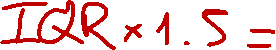 IQR × 1.5 =